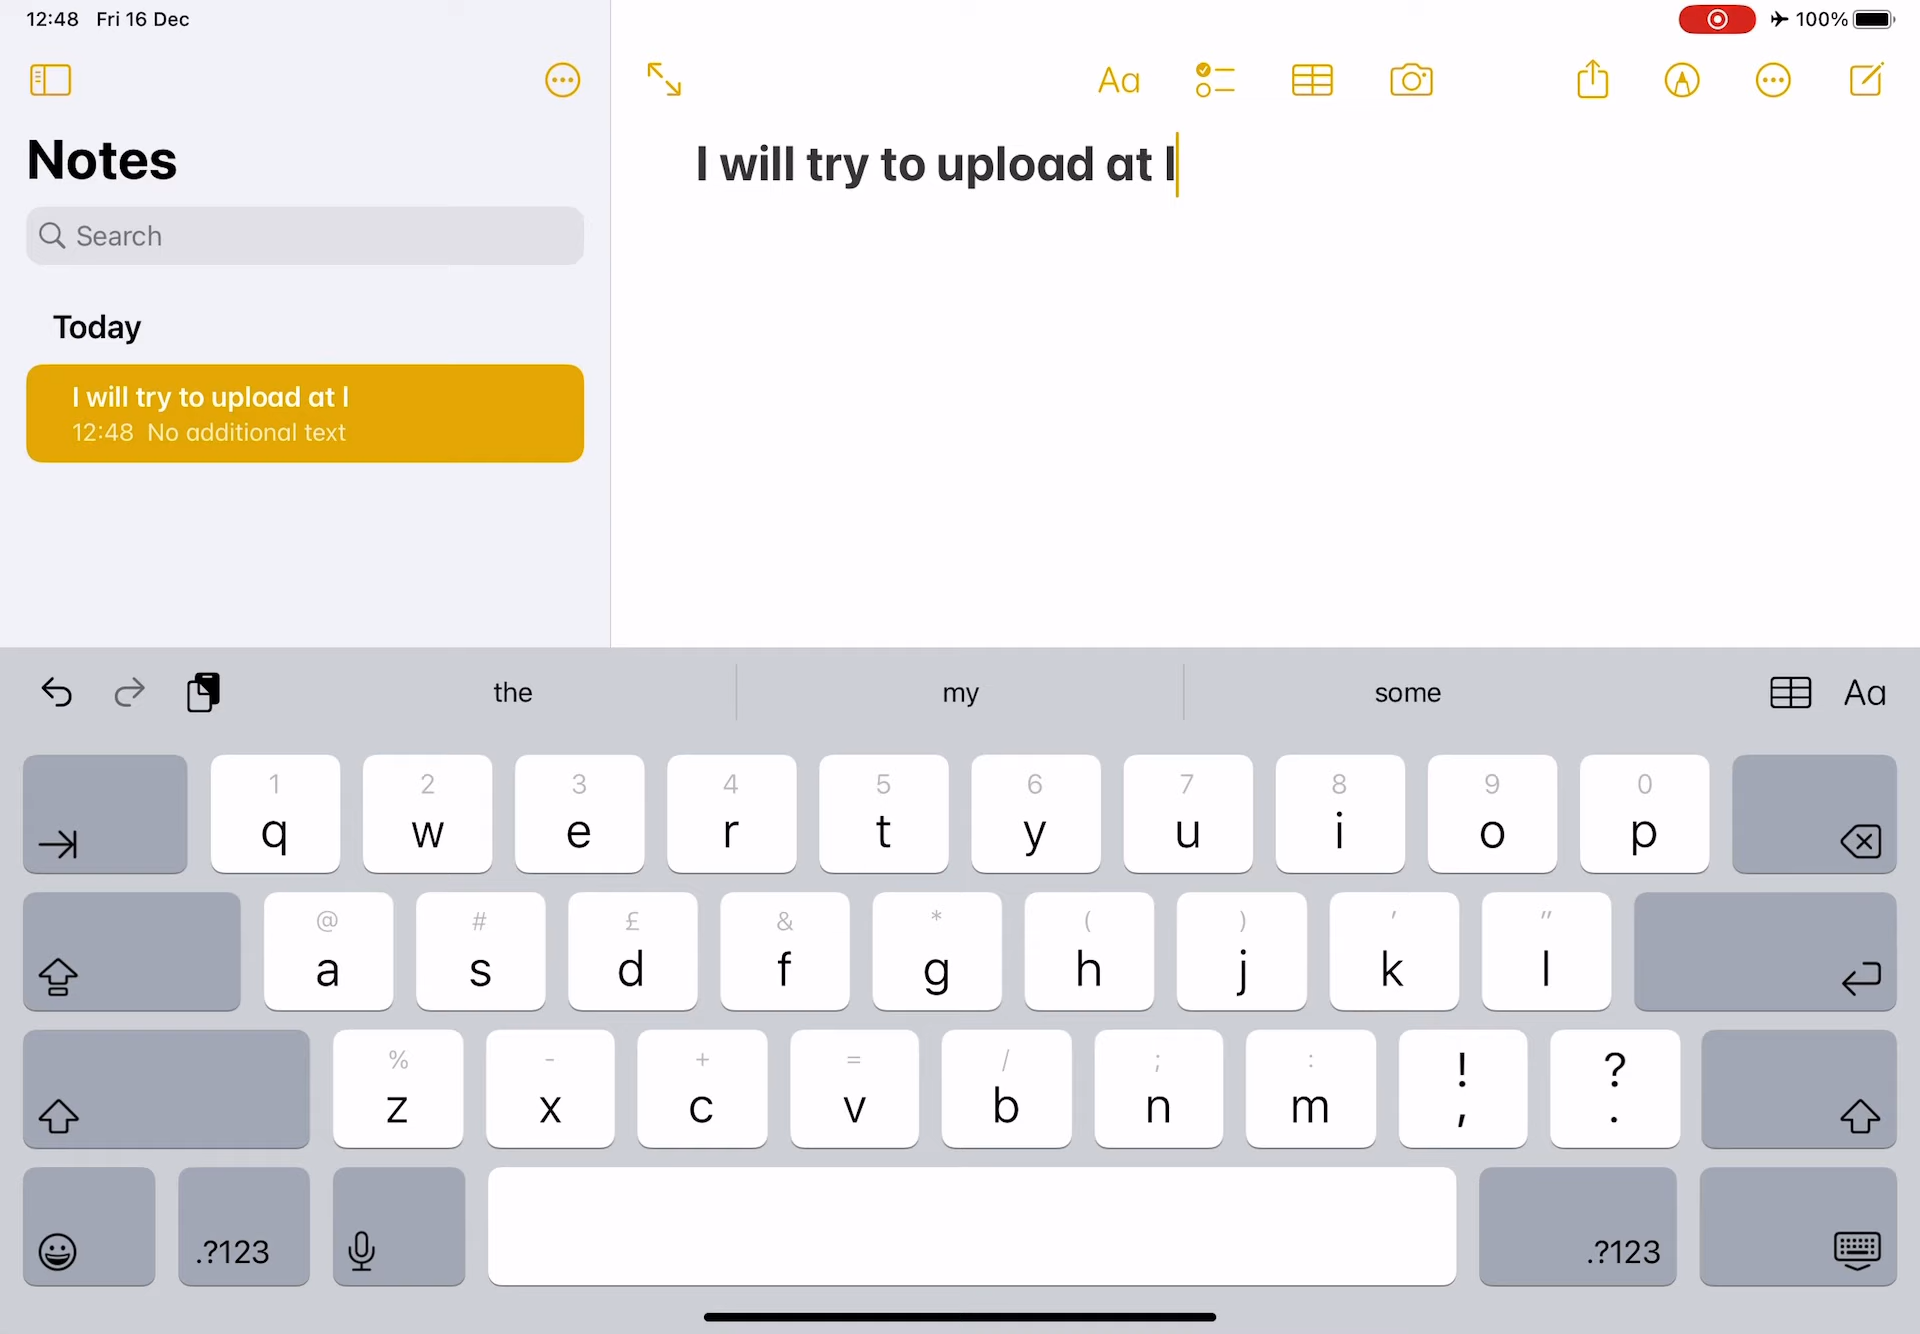 12:48 Fri 16 Dec
100%
Aa
Notes
Search
Today
I will try to upload at l
12:48 No additional text
I will try to upload at l
the my some
Aa
1 2 3 4 5 6 7 8 9 0
q w e r t y u i o p
@ # £ & * ( ) ' "
a s d f g h j k l
% - + = / ; : ! ?
z x c v b n m , .
.?123 .?123